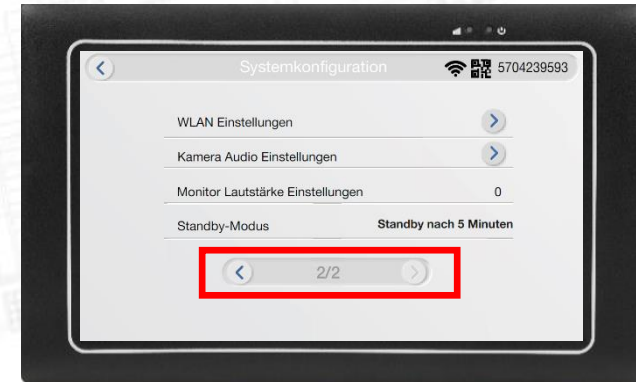 Systemkonfiguration 5704239593
WLAN Einstellungen
Kamera Audio Einstellungen
Monitor Lautstärke Einstellungen 0
Standby-Modus Standby nach 5 Minuten
2/2